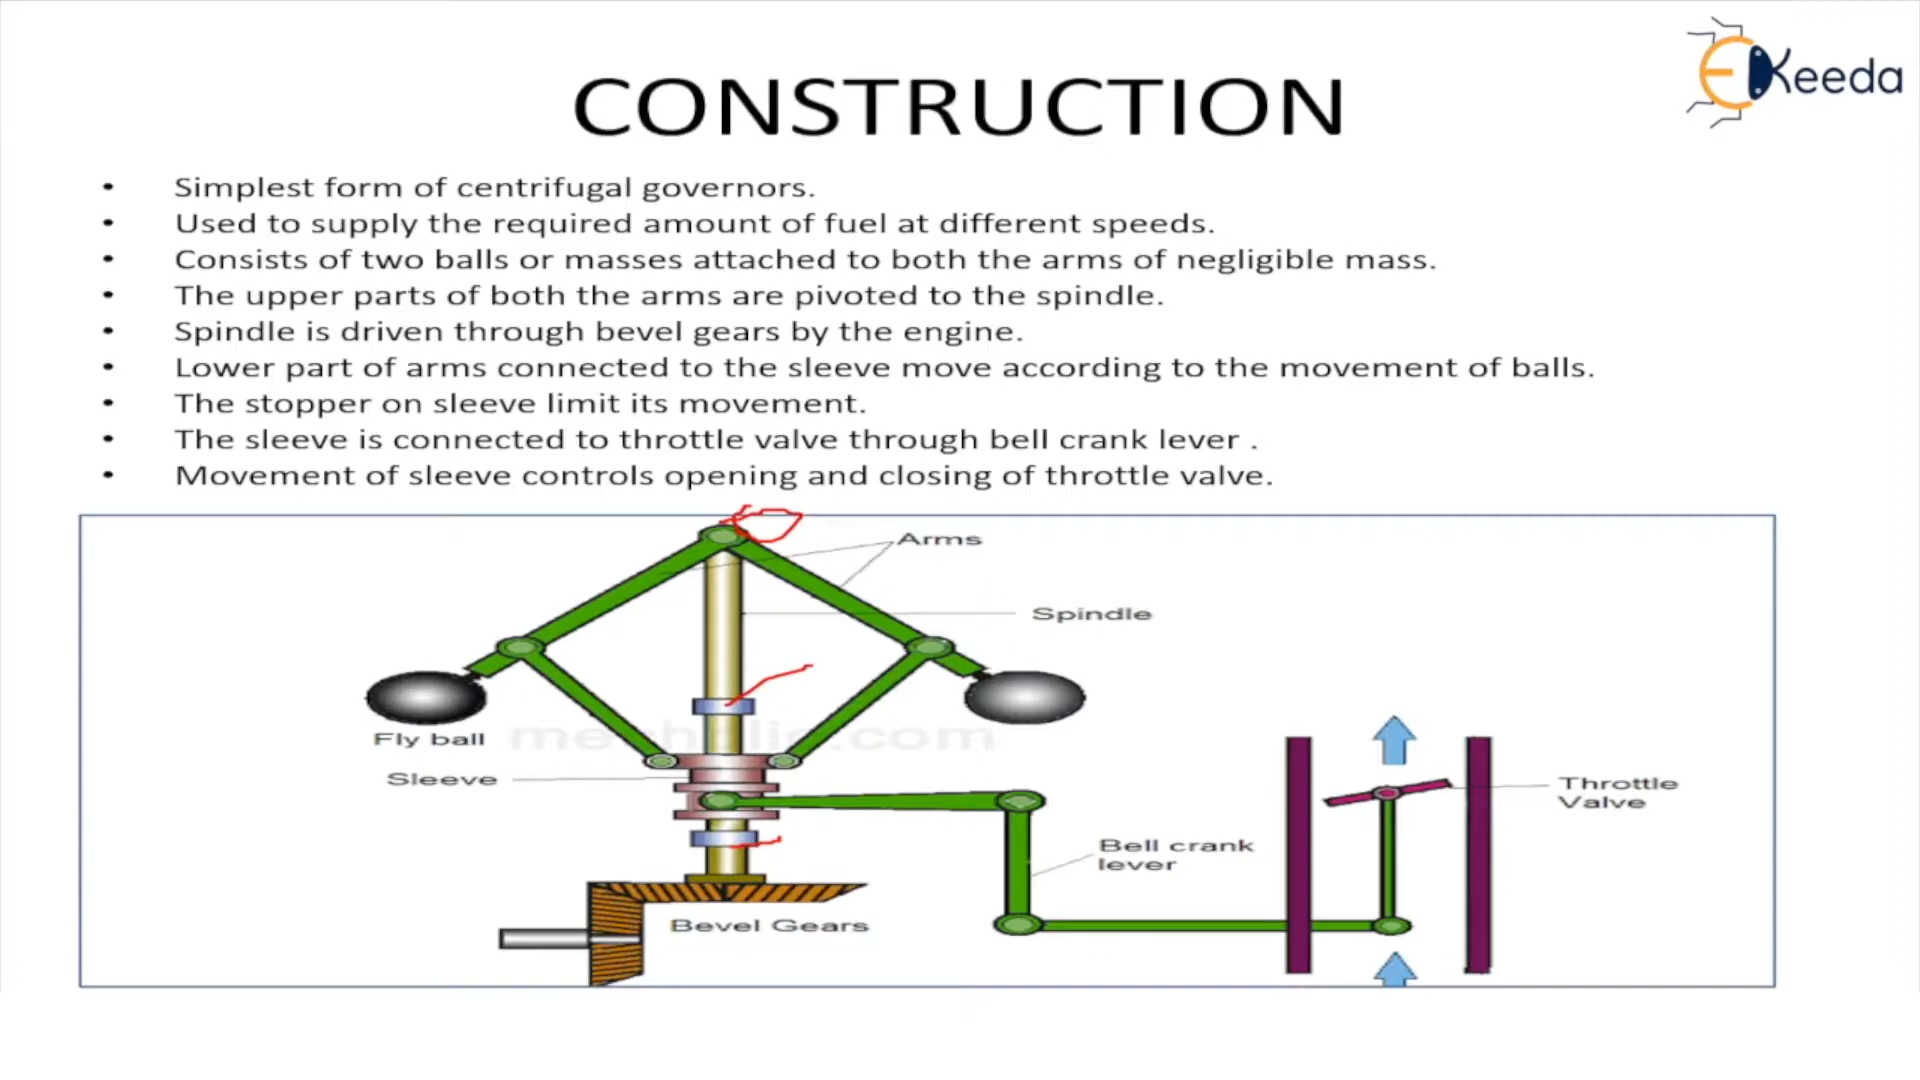 Keeda
CONSTRUCTION
• Simplest form of centrifugal governors.
• Used to supply the required amount of fuel at different speeds.
• Consists of two balls or masses attached to both the arms of negligible mass.
• The upper parts of both the arms are pivoted to the spindle.
• Spindle is driven through bevel gears by the engine.
• Lower part of arms connected to the sleeve move according to the movement of balls.
• The stopper on sleeve limit its movement.
• The sleeve is connected to throttle valve through bell crank lever .
• Movement of sleeve controls opening and closing of throttle valve.
Arms
Spindle
Fly ball
Sleeve
Throttle
Valve
Bell crank
lever
Bevel Gears